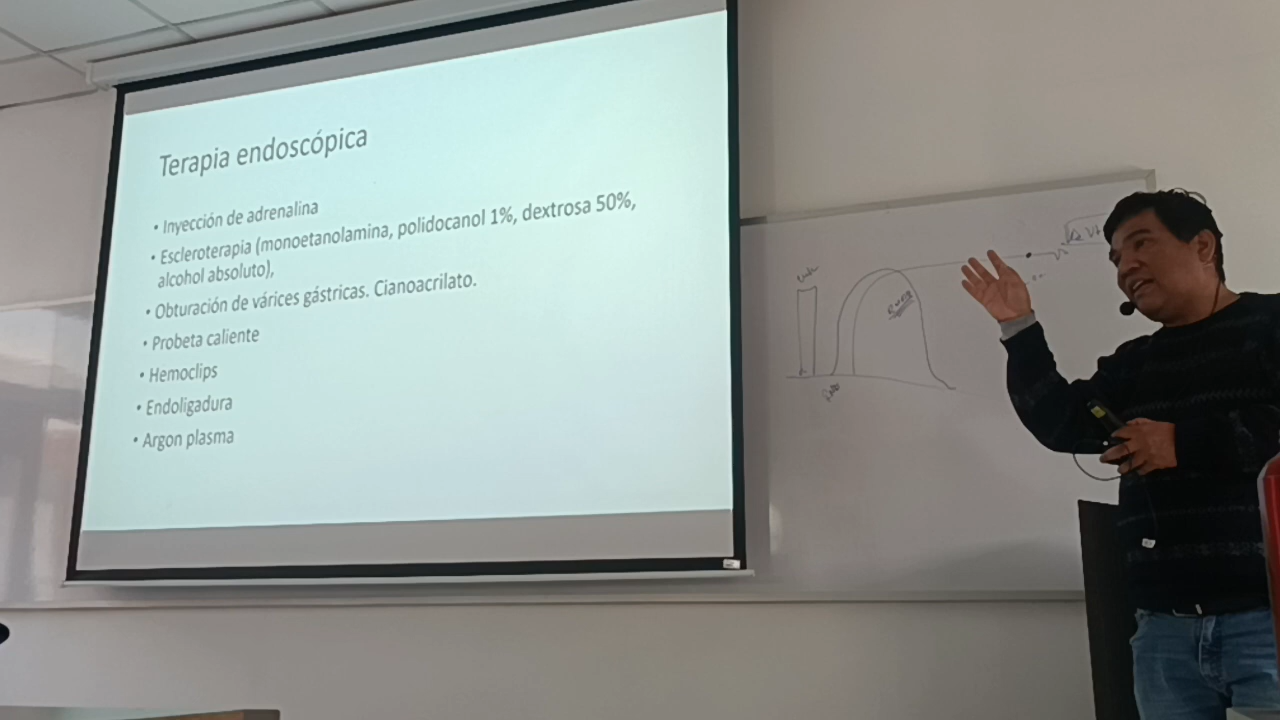 Terapia endoscópica
• Inyección de adrenalina
• Escleroterapia (monoetanolamina, polidocanol 1%, dextrosa 50%,
alcohol absoluto),
• Obturación de várices gástricas. Cianoacrilato.
• Probeta caliente
• Hemoclips
• Endoligadura
• Argon plasma